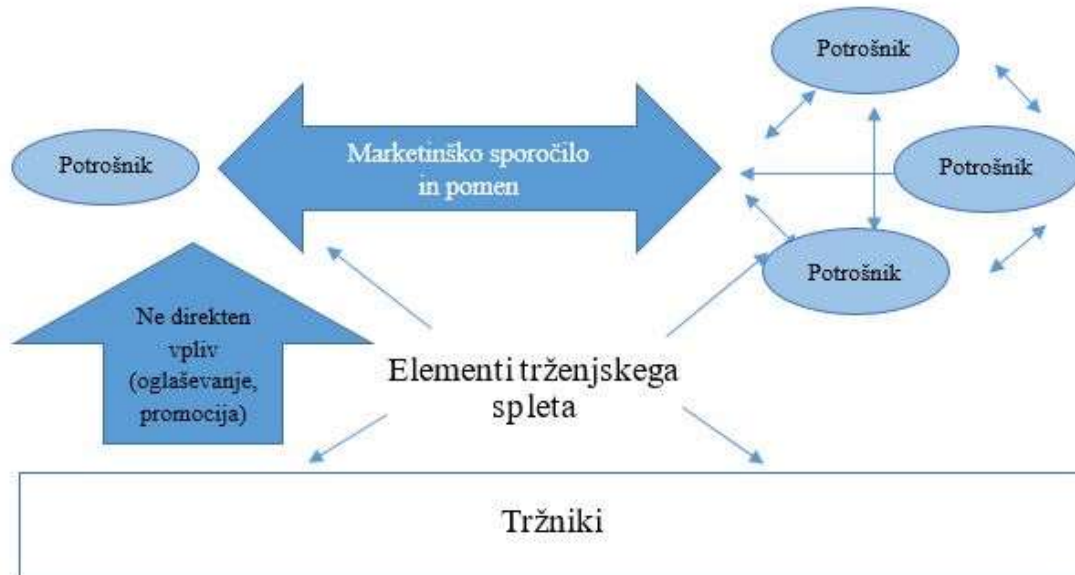 Potrošnik
Marketinško sporočilo
in pomen
Potrošnik
Potrošnik
Potrošnik
Ne direkten
vpliv
(oglaševanje,
promocija)
Elementi trženjskega
spleta
Tržniki